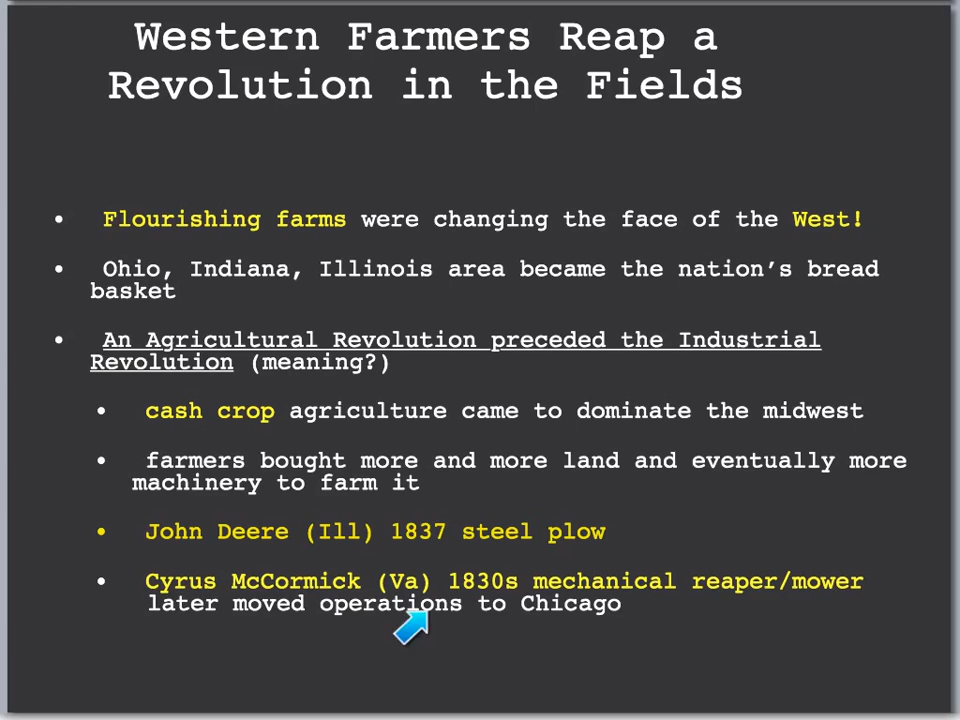 Western Farmers Reap a
Revolution in the Fields
• Flourishing farms were changing the face of the West!
• Ohio, Indiana, Illinois area became the nation’s bread
basket
• An Agricultural Revolution preceded the Industrial
Revolution (meaning?)
• cash crop agriculture came to dominate the midwest
• farmers bought more and more land and eventually more
machinery to farm it
• John Deere (Ill) 1837 steel plow
• Cyrus McCormick (Va) 1830s mechanical reaper/mower
later moved operations to Chicago